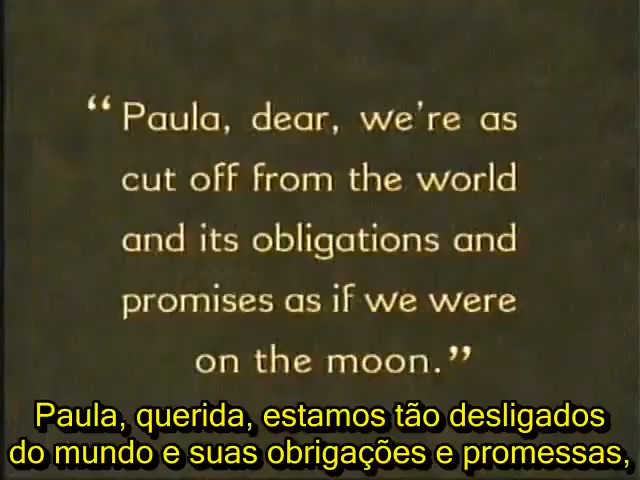 “Paula, dear, we’re as
cut off from the world
and its obligations and
promises as if we were
on the moon.”
Paula, querida, estamos tão desligados
do mundo e suas obrigações e promessas,